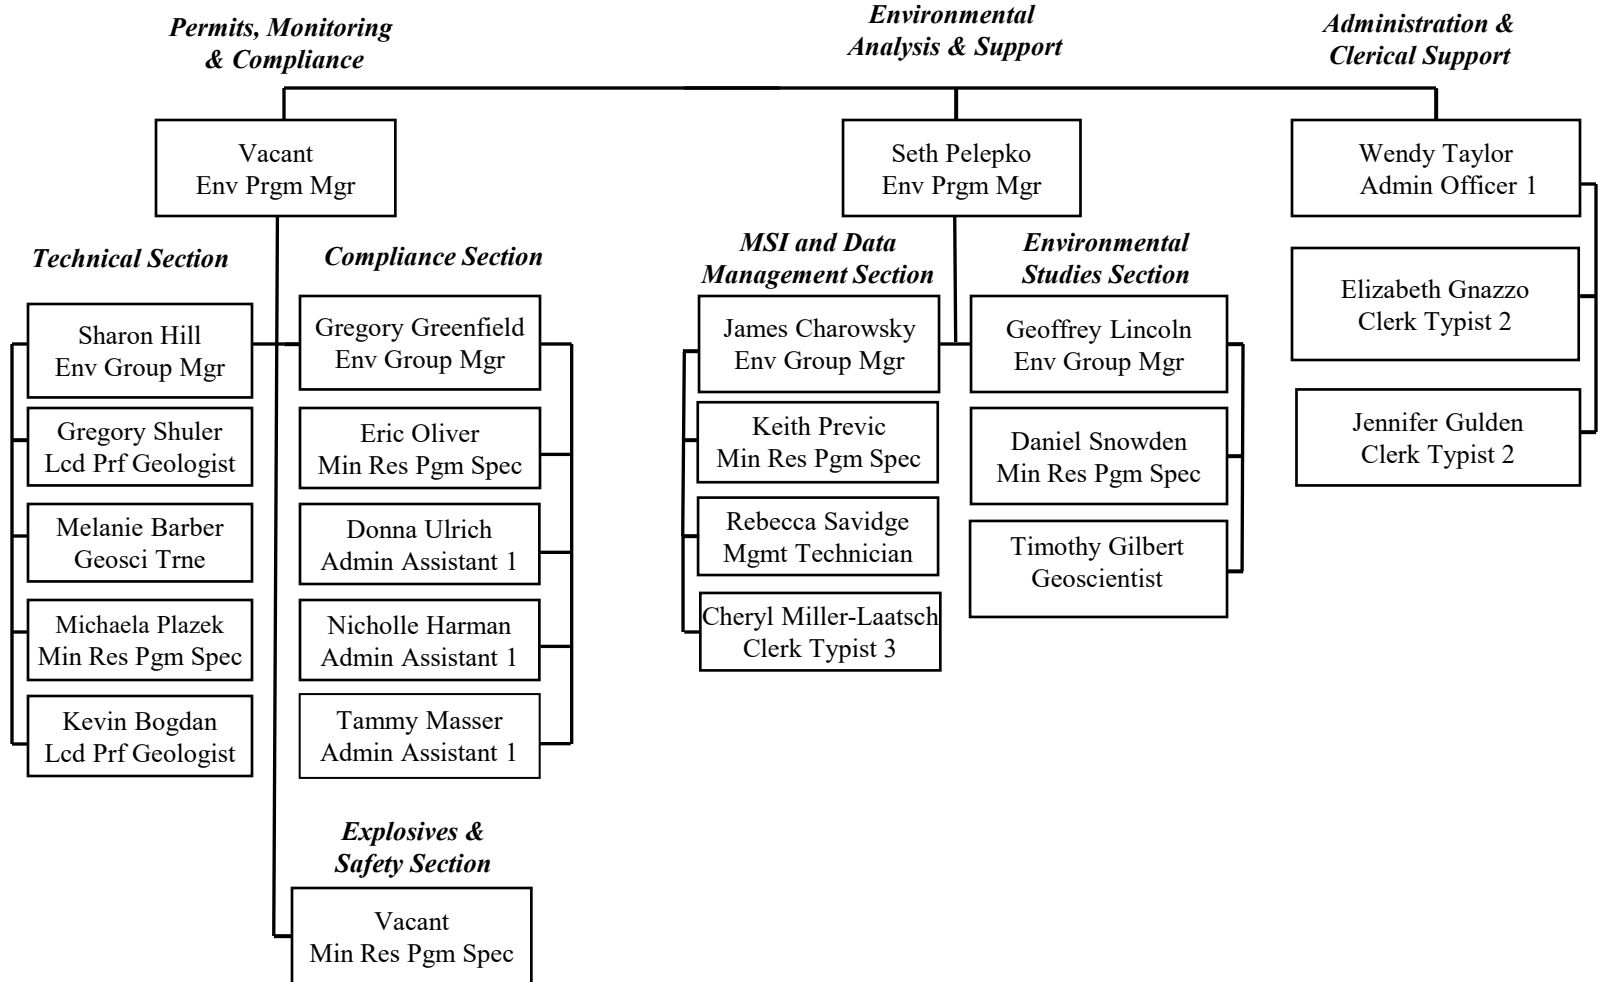 Permits, Monitoring
& Compliance
Environmental
Analysis & Support
Administration &
Clerical Support
Vacant
Env Prgm Mgr
Seth Pelepko
Env Prgm Mgr
Wendy Taylor
Admin Officer 1
Technical Section
Compliance Section
MSI and Data
Management Section
Environmental
Studies Section
Elizabeth Gnazzo
Clerk Typist 2
Jennifer Gulden
Clerk Typist 2
Sharon Hill
Env Group Mgr
Gregory Shuler
Lcd Prf Geologist
Melanie Barber
Geosci Trne
Michaela Plazek
Min Res Pgm Spec
Kevin Bogdan
Lcd Prf Geologist
Gregory Greenfield
Env Group Mgr
Eric Oliver
Min Res Pgm Spec
Donna Ulrich
Admin Assistant 1
Nicholle Harman
Admin Assistant 1
Tammy Masser
Admin Assistant 1
Explosives &
Safety Section
Vacant
Min Res Pgm Spec
James Charowsky
Env Group Mgr
Keith Previc
Min Res Pgm Spec
Rebecca Savidge
Mgmt Technician
Cheryl Miller-Laatsch
Clerk Typist 3
Geoffrey Lincoln
Env Group Mgr
Daniel Snowden
Min Res Pgm Spec
Timothy Gilbert
Geoscientist